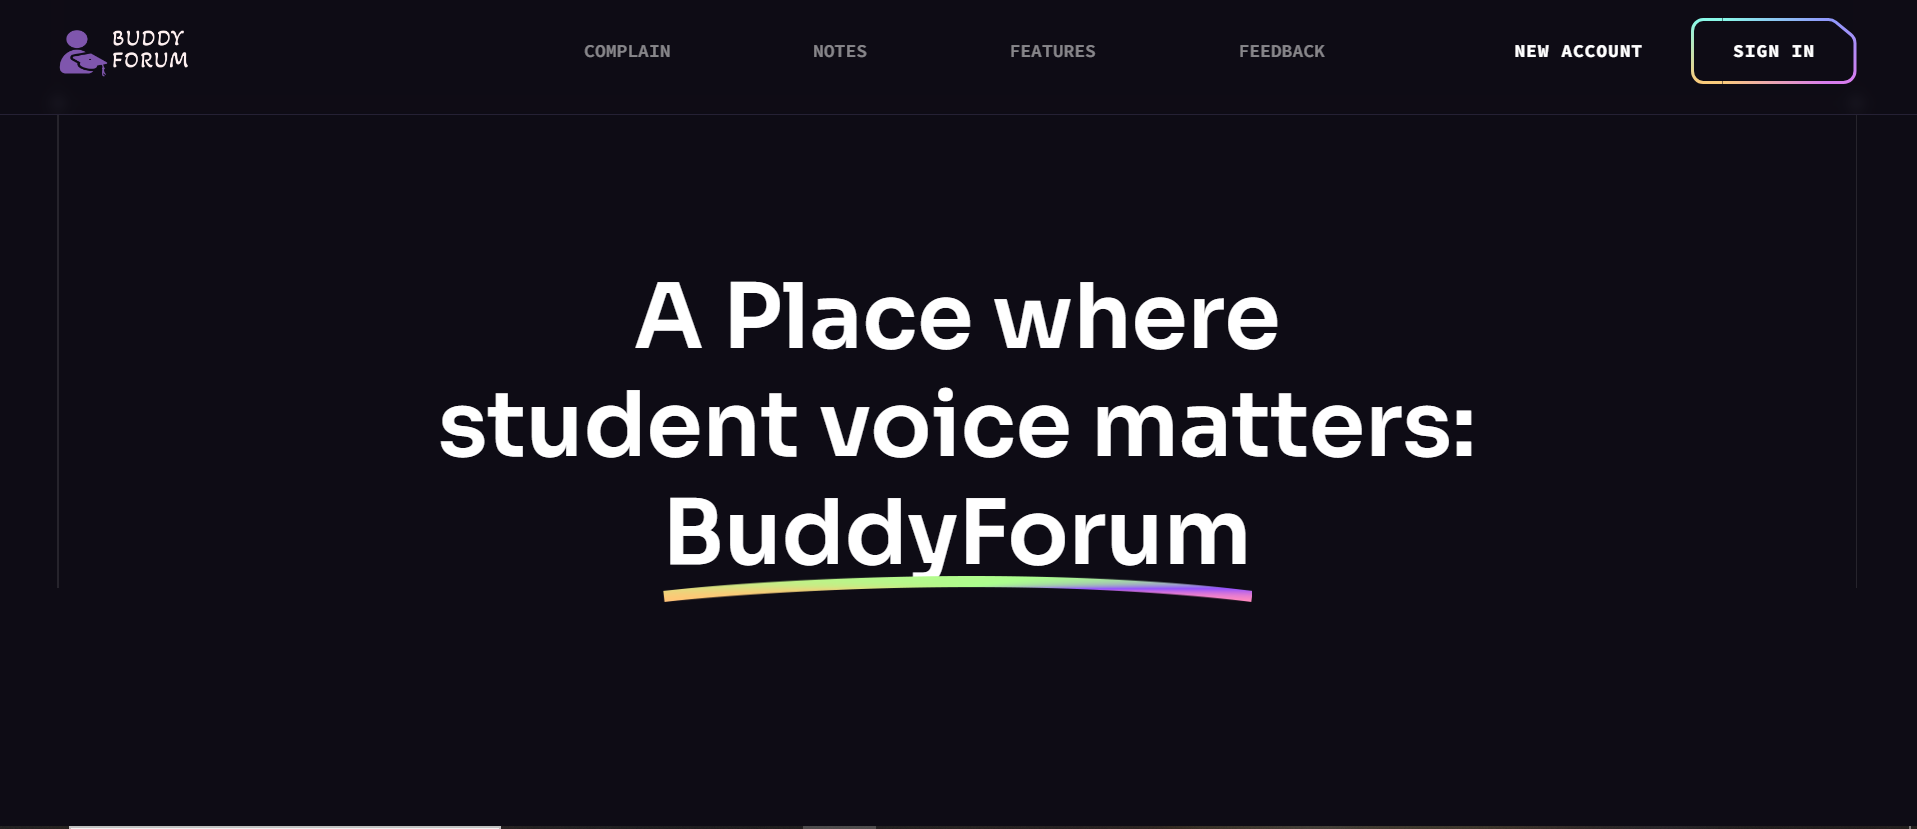 BUDDY
FORUM
COMPLAIN
NOTES
FEATURES
FEEDBACK
NEW ACCOUNT
SIGN IN
A Place where
student voice matters:
BuddyForum